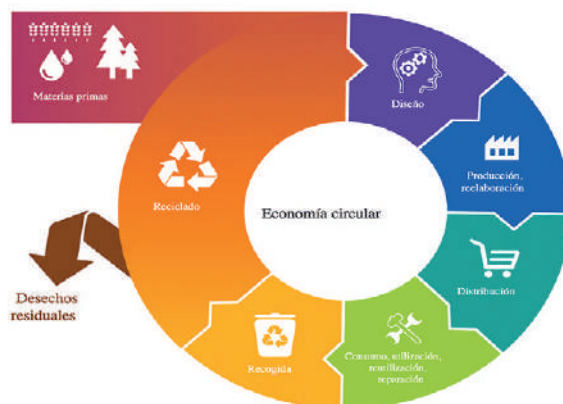 Materias primas
Diseño
Producción,
reelaboración
Distribución
Consumo, utilización,
reutilización,
reparación
Recogida
Reciclado
Economía circular
Desechos
residuales